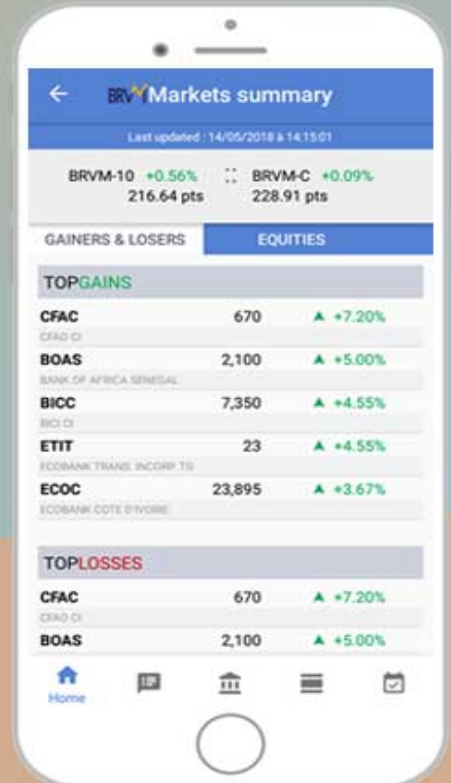 BRVM Markets summary
Last updated : 14/05/2018 à 14:15:01
BRVM-10 +0.56% BRVM-C +0.09%
216.64 pts 228.91 pts
GAINERS & LOSERS EQUITIES
TOPGAINS
CFAC 670 ▲ +7.20%
CFAO CI
BOAS 2,100 ▲ +5.00%
BANK OF AFRICA SENEGAL
BICC 7,350 ▲ +4.55%
BICI CI
ETIT 23 ▲ +4.55%
ECOBANK TRANS. INCORP. TG
ECOC 23,895 ▲ +3.67%
ECOBANK COTE D'IVOIRE
TOPLOSSES
CFAC 670 ▲ +7.20%
CFAO CI
BOAS 2,100 ▲ +5.00%
Home